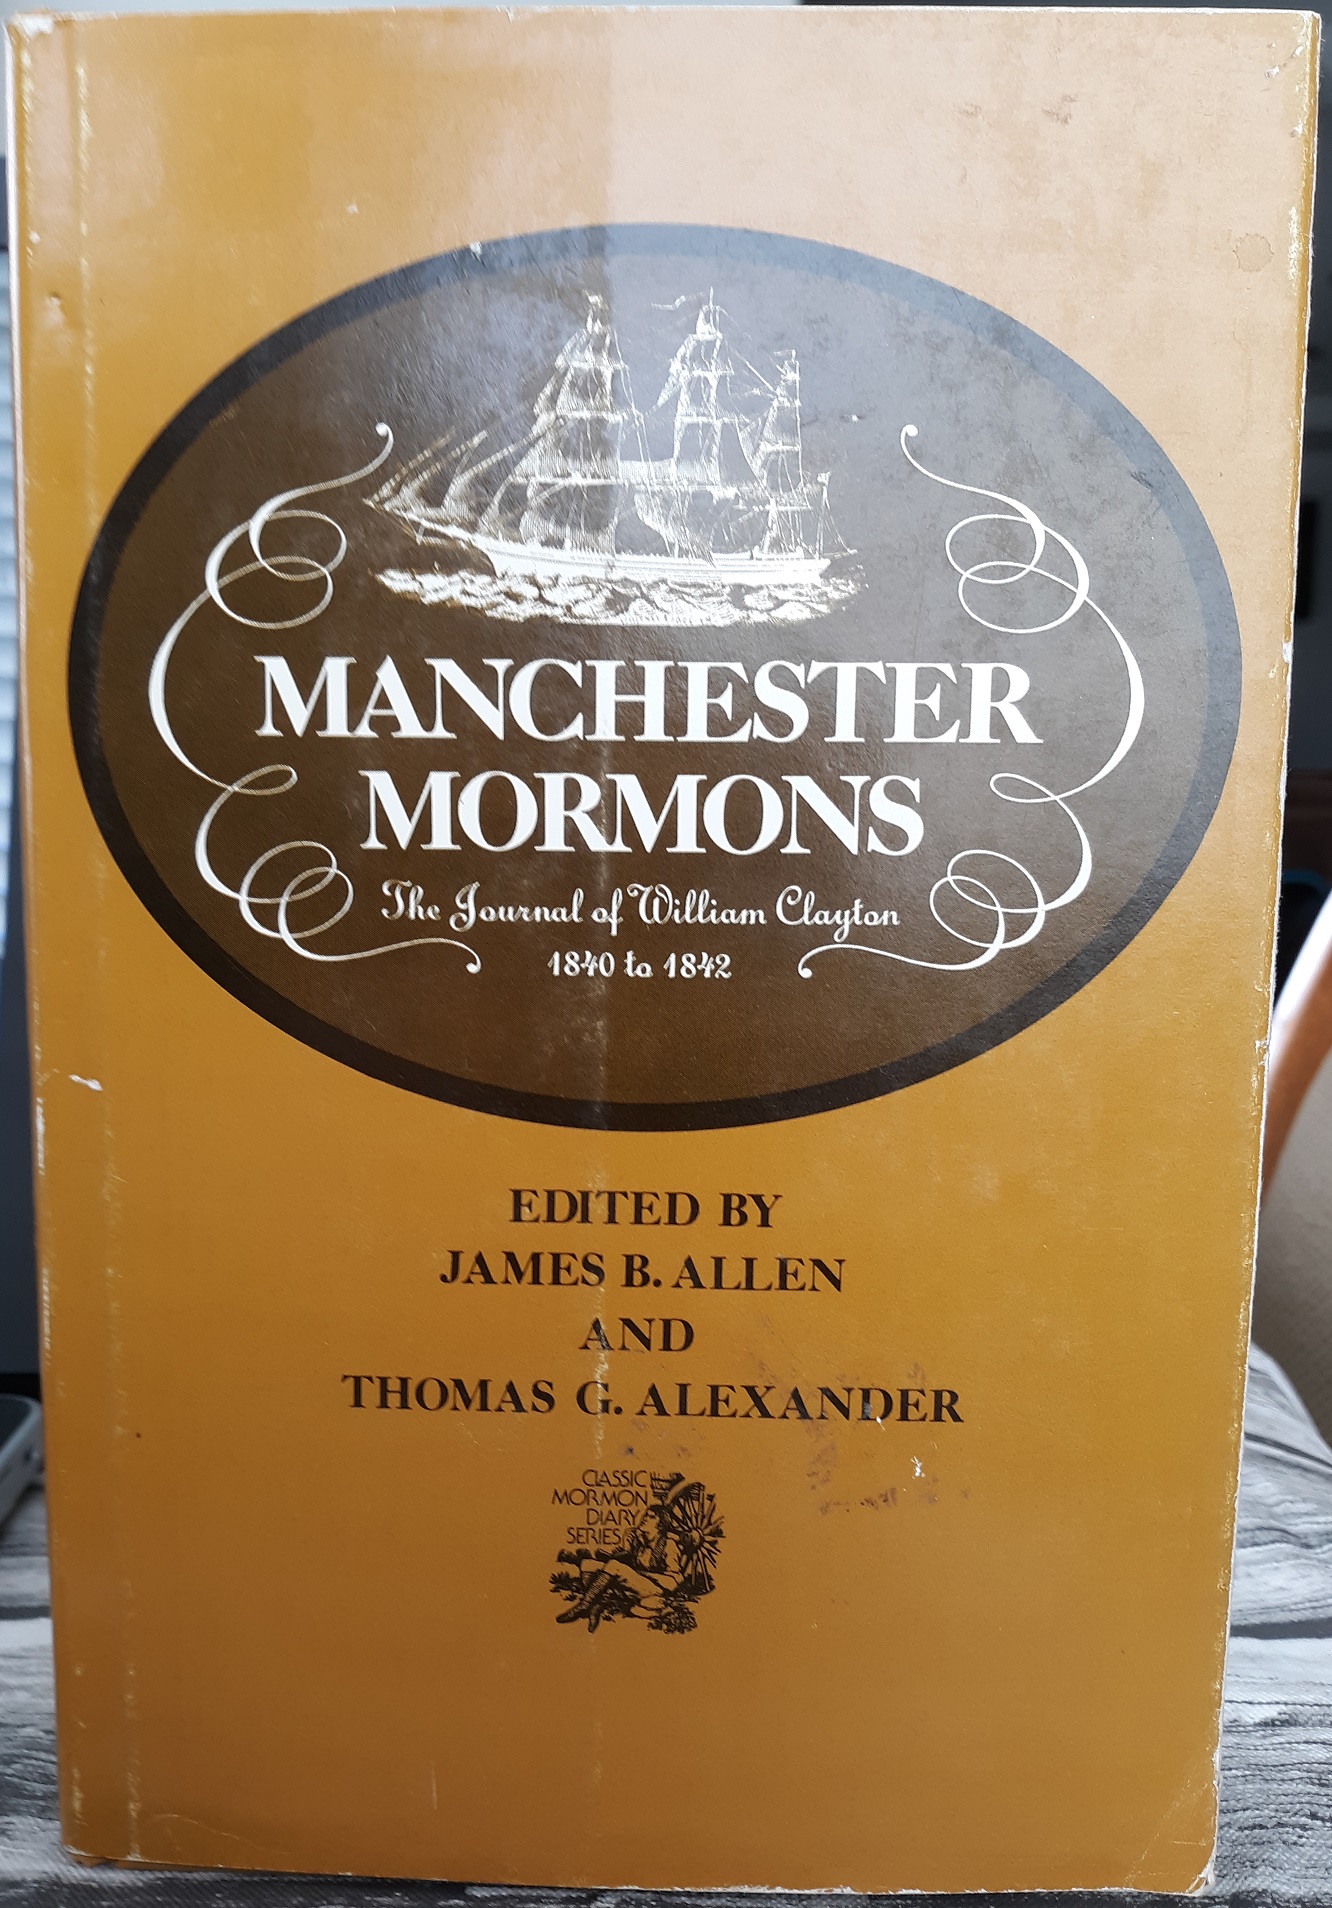 MANCHESTER
MORMONS
The Journal of William Clayton
1840 to 1842
EDITED BY
JAMES B. ALLEN
AND
THOMAS G. ALEXANDER
CLASSIC
MORMON
DIARY
SERIES